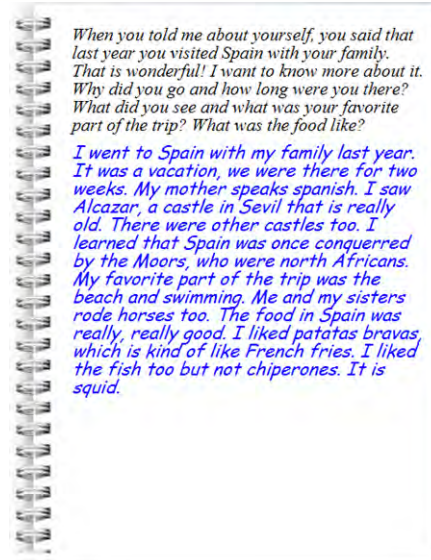 When you told me about yourself, you said that
last year you visited Spain with your family.
That is wonderful! I want to know more about it.
Why did you go and how long were you there?
What did you see and what was your favorite
part of the trip? What was the food like?
I went to Spain with my family last year.
It was a vacation, we were there for two
weeks. My mother speaks spanish. I saw
Alcazar, a castle in Sevil that is really
old. There were other castles too. I
learned that Spain was once conquerred
by the Moors, who were north Africans.
My favorite part of the trip was the
beach and swimming. Me and my sisters
rode horses too. The food in Spain was
really, really good. I liked patatas bravas,
which is kind of like French fries. I liked
the fish too but not chiperones. It is
squid.